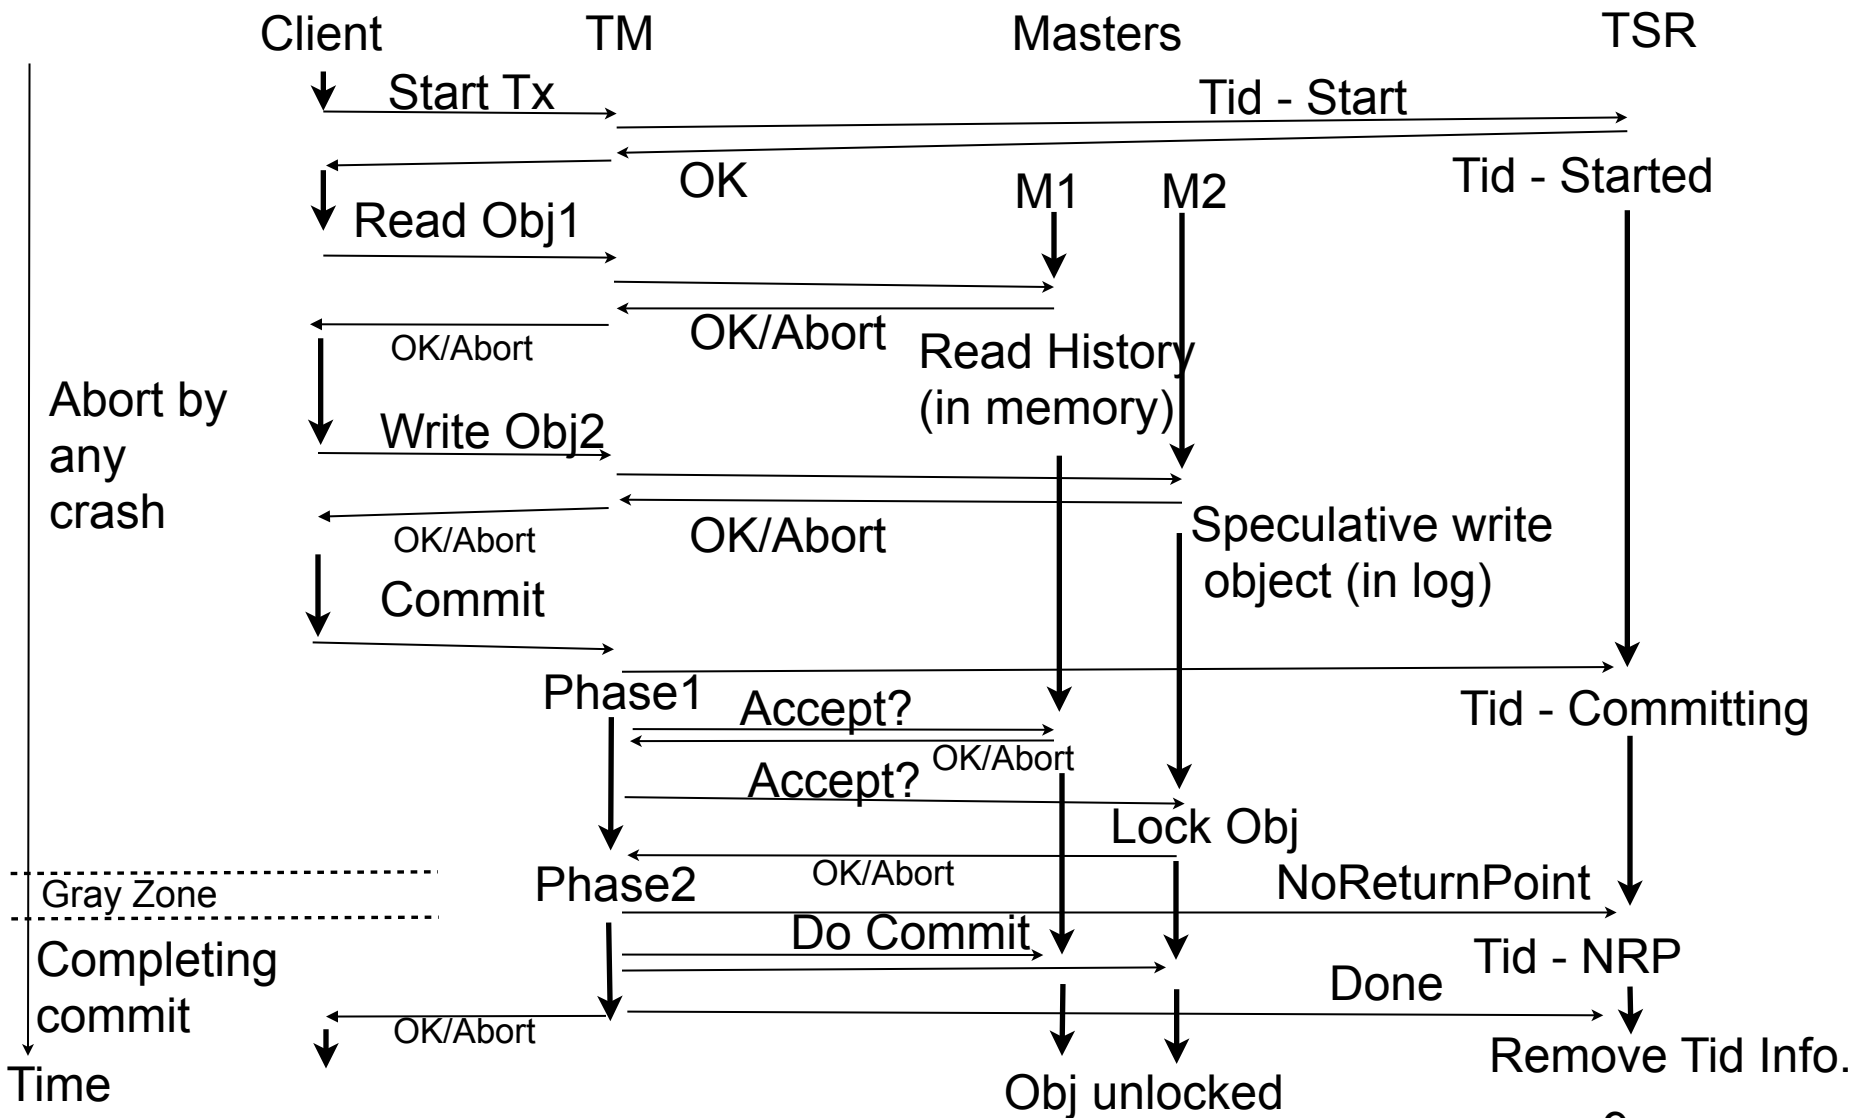 Client
TM
Masters
TSR
Start Tx
Tid - Start
OK
M1
M2
Tid - Started
Read Obj1
OK/Abort
OK/Abort
Read History
(in memory)
Abort by
any
crash
Write Obj2
OK/Abort
OK/Abort
Speculative write
object (in log)
Commit
Phase1
Accept?
Tid - Committing
OK/Abort
Accept?
Lock Obj
OK/Abort
Gray Zone
Phase2
NoReturnPoint
Do Commit
Completing
commit
Tid - NRP
Done
OK/Abort
Remove Tid Info.
Time
Obj unlocked